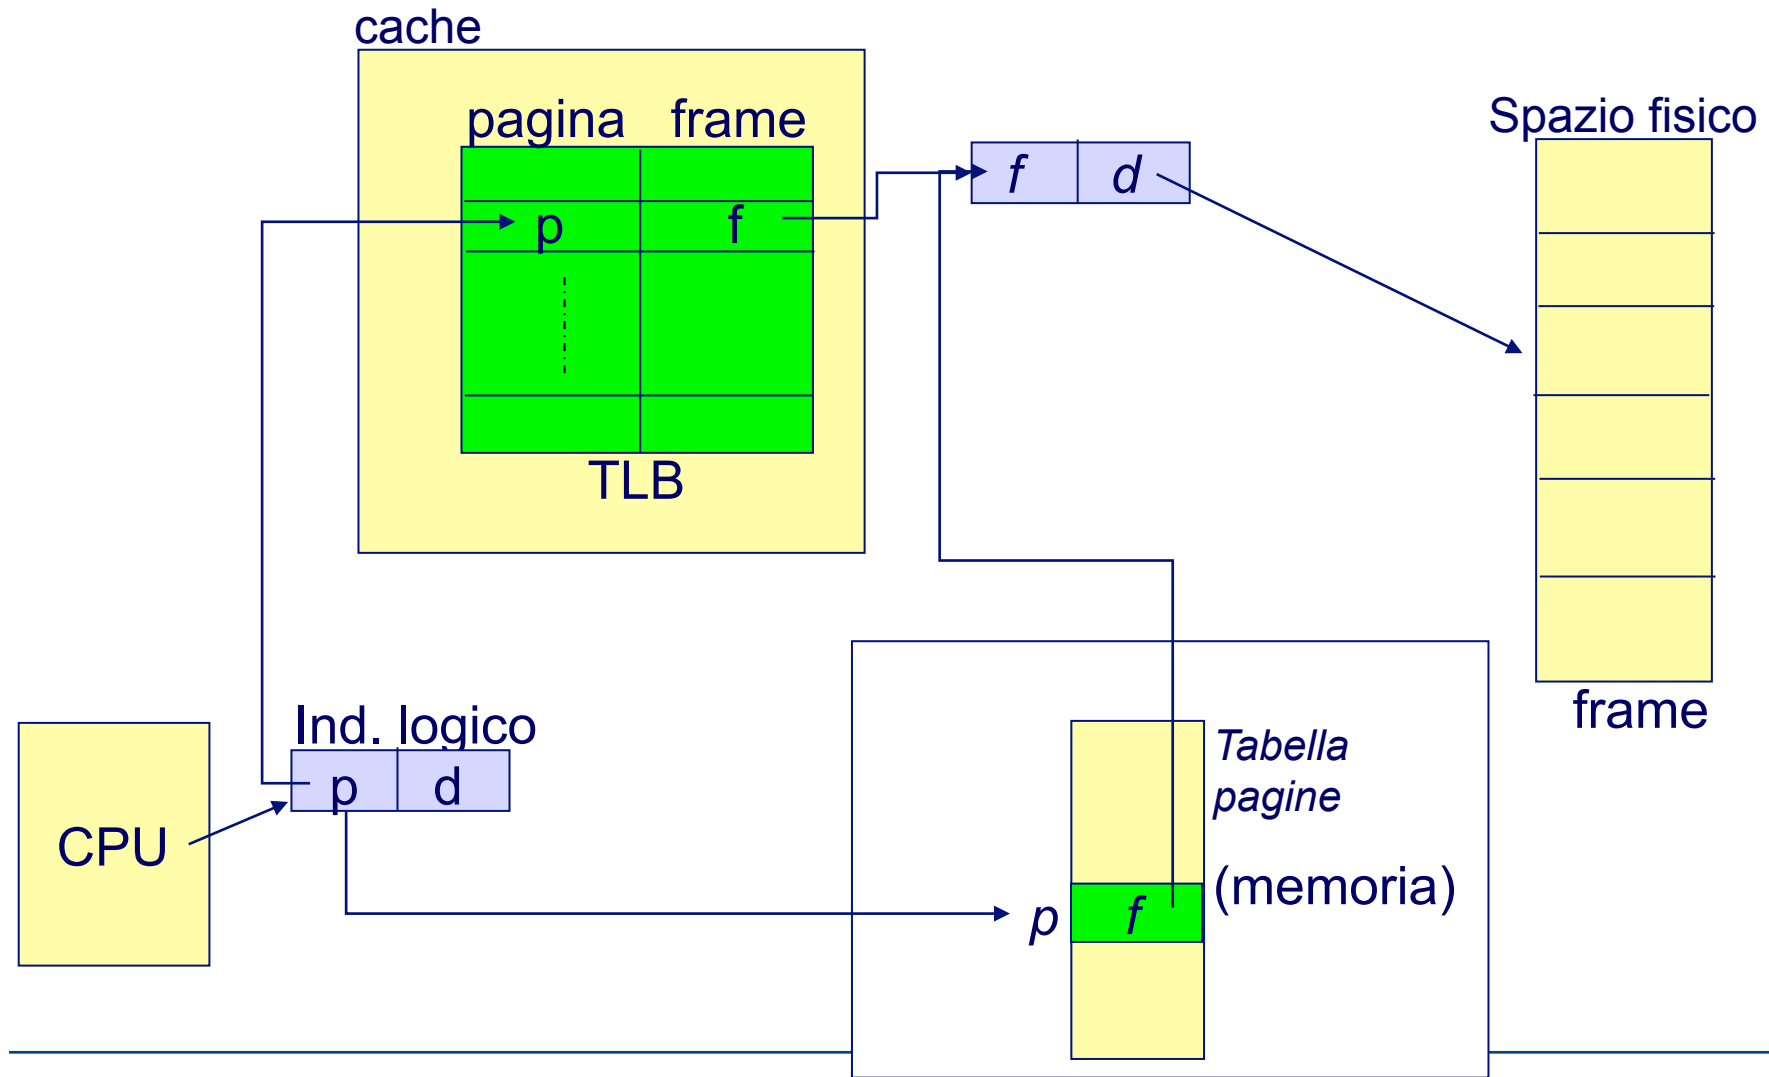 cache
pagina frame
Spazio fisico
f d
p f
TLB
frame
Ind. logico
p d
Tabella
pagine
CPU
(memoria)
p f